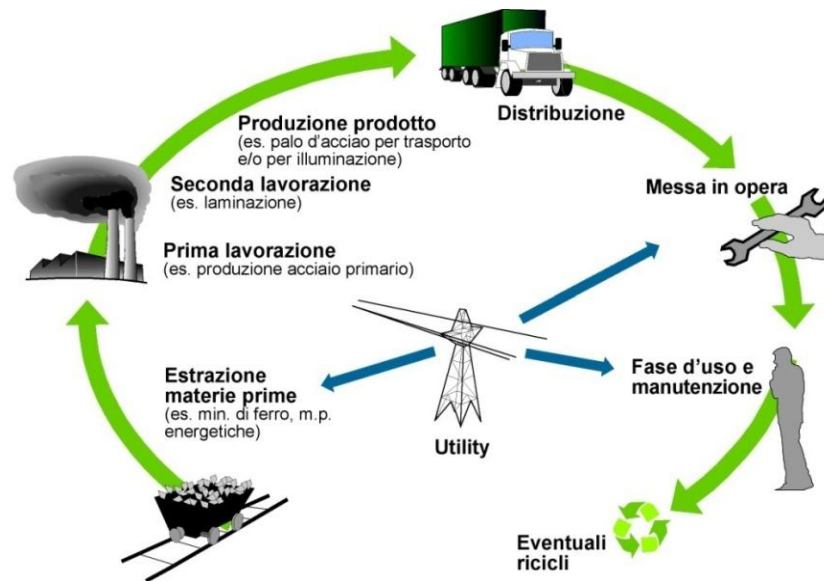 Distribuzione
Produzione prodotto
(es. palo d'acciao per trasporto
e/o per illuminazione)
Seconda lavorazione
(es. laminazione)
Messa in opera
Prima lavorazione
(es. produzione acciaio primario)
Estrazione
materie prime
(es. min. di ferro, m.p.
energetiche)
Fase d'uso e
manutenzione
Utility
Eventuali
ricicli